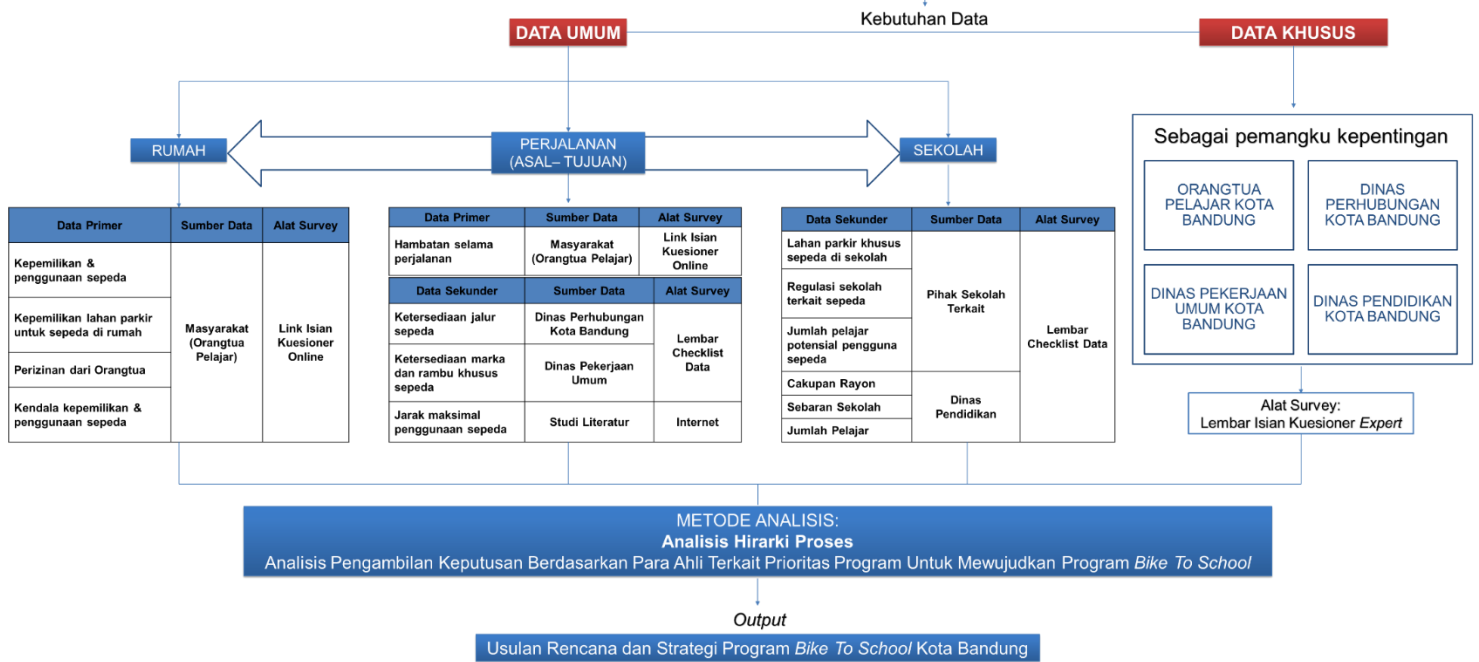 Kebutuhan Data
DATA UMUM
DATA KHUSUS
RUMAH
PERJALANAN
(ASAL– TUJUAN)
SEKOLAH
Data Primer
Sumber Data
Alat Survey
Kepemilikan &
penggunaan sepeda
Kepemilikan lahan parkir
untuk sepeda di rumah
Perizinan dari Orangtua
Kendala kepemilikan &
penggunaan sepeda
Masyarakat
(Orangtua
Pelajar)
Link Isian
Kuesioner
Online
Data Primer
Sumber Data
Alat Survey
Hambatan selama
perjalanan
Masyarakat
(Orangtua Pelajar)
Link Isian
Kuesioner
Online
Data Sekunder
Sumber Data
Alat Survey
Ketersediaan jalur
sepeda
Dinas Perhubungan
Kota Bandung
Ketersediaan marka
dan rambu khusus
sepeda
Dinas Pekerjaan
Umum
Lembar
Checklist
Data
Jarak maksimal
penggunaan sepeda
Studi Literatur
Internet
Data Sekunder
Sumber Data
Alat Survey
Lahan parkir khusus
sepeda di sekolah
Regulasi sekolah
terkait sepeda
Jumlah pelajar
potensial pengguna
sepeda
Pihak Sekolah
Terkait
Cakupan Rayon
Sebaran Sekolah
Jumlah Pelajar
Dinas
Pendidikan
Lembar
Checklist Data
Sebagai pemangku kepentingan
ORANGTUA
PELAJAR KOTA
BANDUNG
DINAS
PERHUBUNGAN
KOTA BANDUNG
DINAS PEKERJAAN
UMUM KOTA
BANDUNG
DINAS PENDIDIKAN
KOTA BANDUNG
Alat Survey:
Lembar Isian Kuesioner Expert
METODE ANALISIS:
Analisis Hirarki Proses
Analisis Pengambilan Keputusan Berdasarkan Para Ahli Terkait Prioritas Program Untuk Mewujudkan Program Bike To School
Output
Usulan Rencana dan Strategi Program Bike To School Kota Bandung